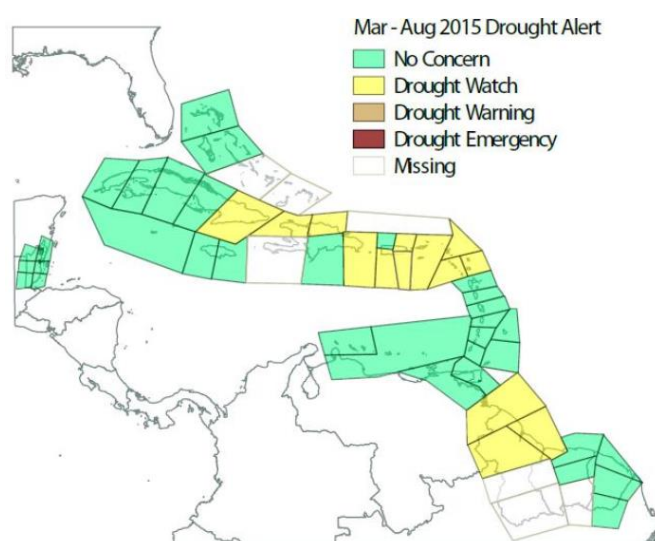 Mar - Aug 2015 Drought Alert
No Concern
Drought Watch
Drought Warning
Drought Emergency
Missing